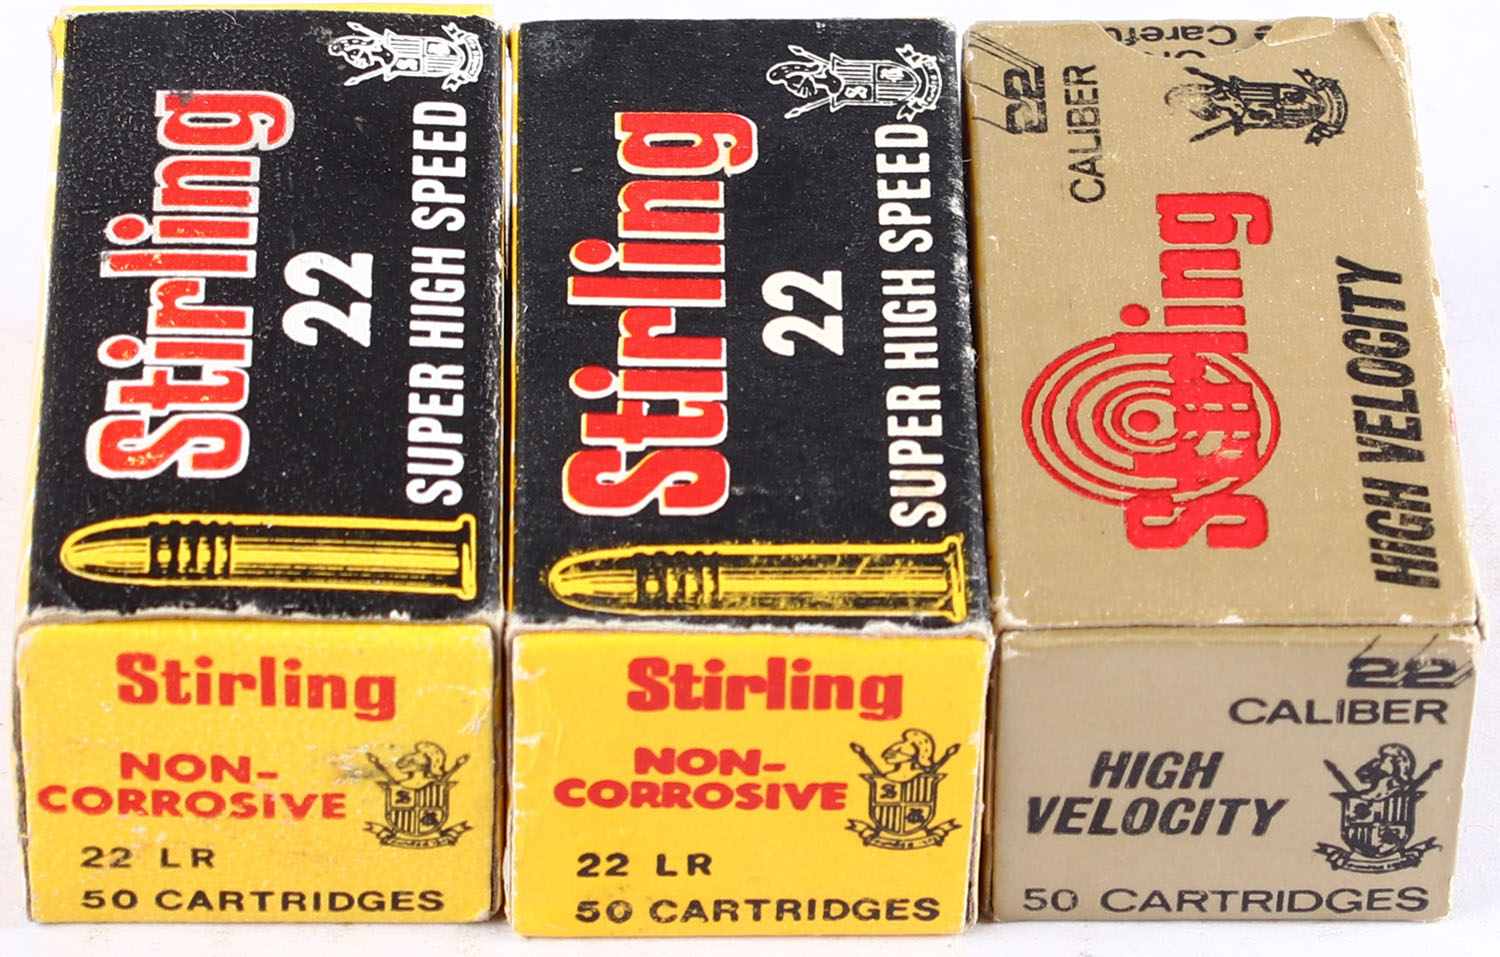 Stirling
22
SUPER HIGH SPEED
Stirling
NON-
CORROSIVE
22 LR
50 CARTRIDGES
Stirling
22
SUPER HIGH SPEED
Stirling
NON-
CORROSIVE
22 LR
50 CARTRIDGES
22
CALIBER
Stirling
HIGH VELOCITY
22
CALIBER
HIGH
VELOCITY
50 CARTRIDGES